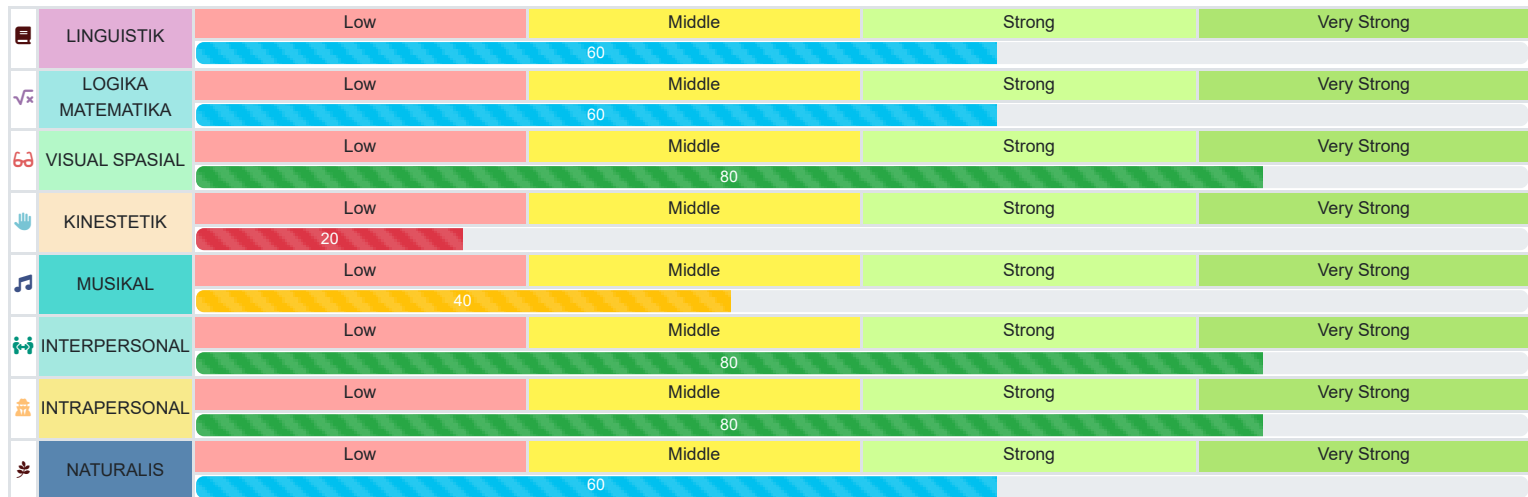 Low Middle Strong Very Strong
LINGUISTIK
60
Low Middle Strong Very Strong
LOGIKA
MATEMATIKA
60
Low Middle Strong Very Strong
VISUAL SPASIAL
80
Low Middle Strong Very Strong
KINESTETIK
20
Low Middle Strong Very Strong
MUSIKAL
40
Low Middle Strong Very Strong
INTERPERSONAL
80
Low Middle Strong Very Strong
INTRAPERSONAL
80
Low Middle Strong Very Strong
NATURALIS
60